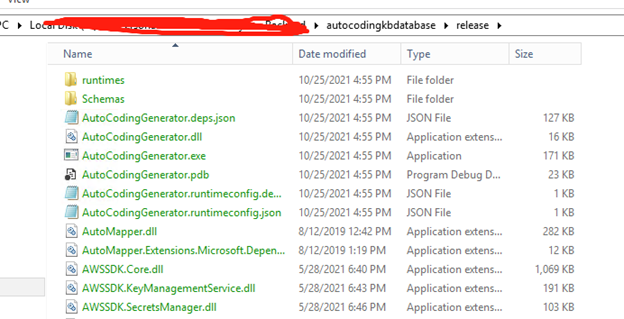 View
PC › Local Disk › autocodingkbdatabase › release ›
Name Date modified Type Size
runtimes 10/25/2021 4:55 PM File folder
Schemas 10/25/2021 4:55 PM File folder
AutoCodingGenerator.deps.json 10/25/2021 4:55 PM JSON File 127 KB
AutoCodingGenerator.dll 10/25/2021 4:55 PM Application extens... 16 KB
AutoCodingGenerator.exe 10/25/2021 4:55 PM Application 171 KB
AutoCodingGenerator.pdb 10/25/2021 4:55 PM Program Debug D... 23 KB
AutoCodingGenerator.runtimeconfig.de... 10/25/2021 4:55 PM JSON File 1 KB
AutoCodingGenerator.runtimeconfig.json 10/25/2021 4:55 PM JSON File 1 KB
AutoMapper.dll 8/12/2019 12:42 PM Application extens... 282 KB
AutoMapper.Extensions.Microsoft.Depen... 8/12/2019 1:19 PM Application extens... 12 KB
AWSSDK.Core.dll 5/28/2021 6:40 PM Application extens... 1,069 KB
AWSSDK.KeyManagementService.dll 5/28/2021 6:43 PM Application extens... 191 KB
AWSSDK.SecretsManager.dll 5/28/2021 6:46 PM Application extens... 103 KB